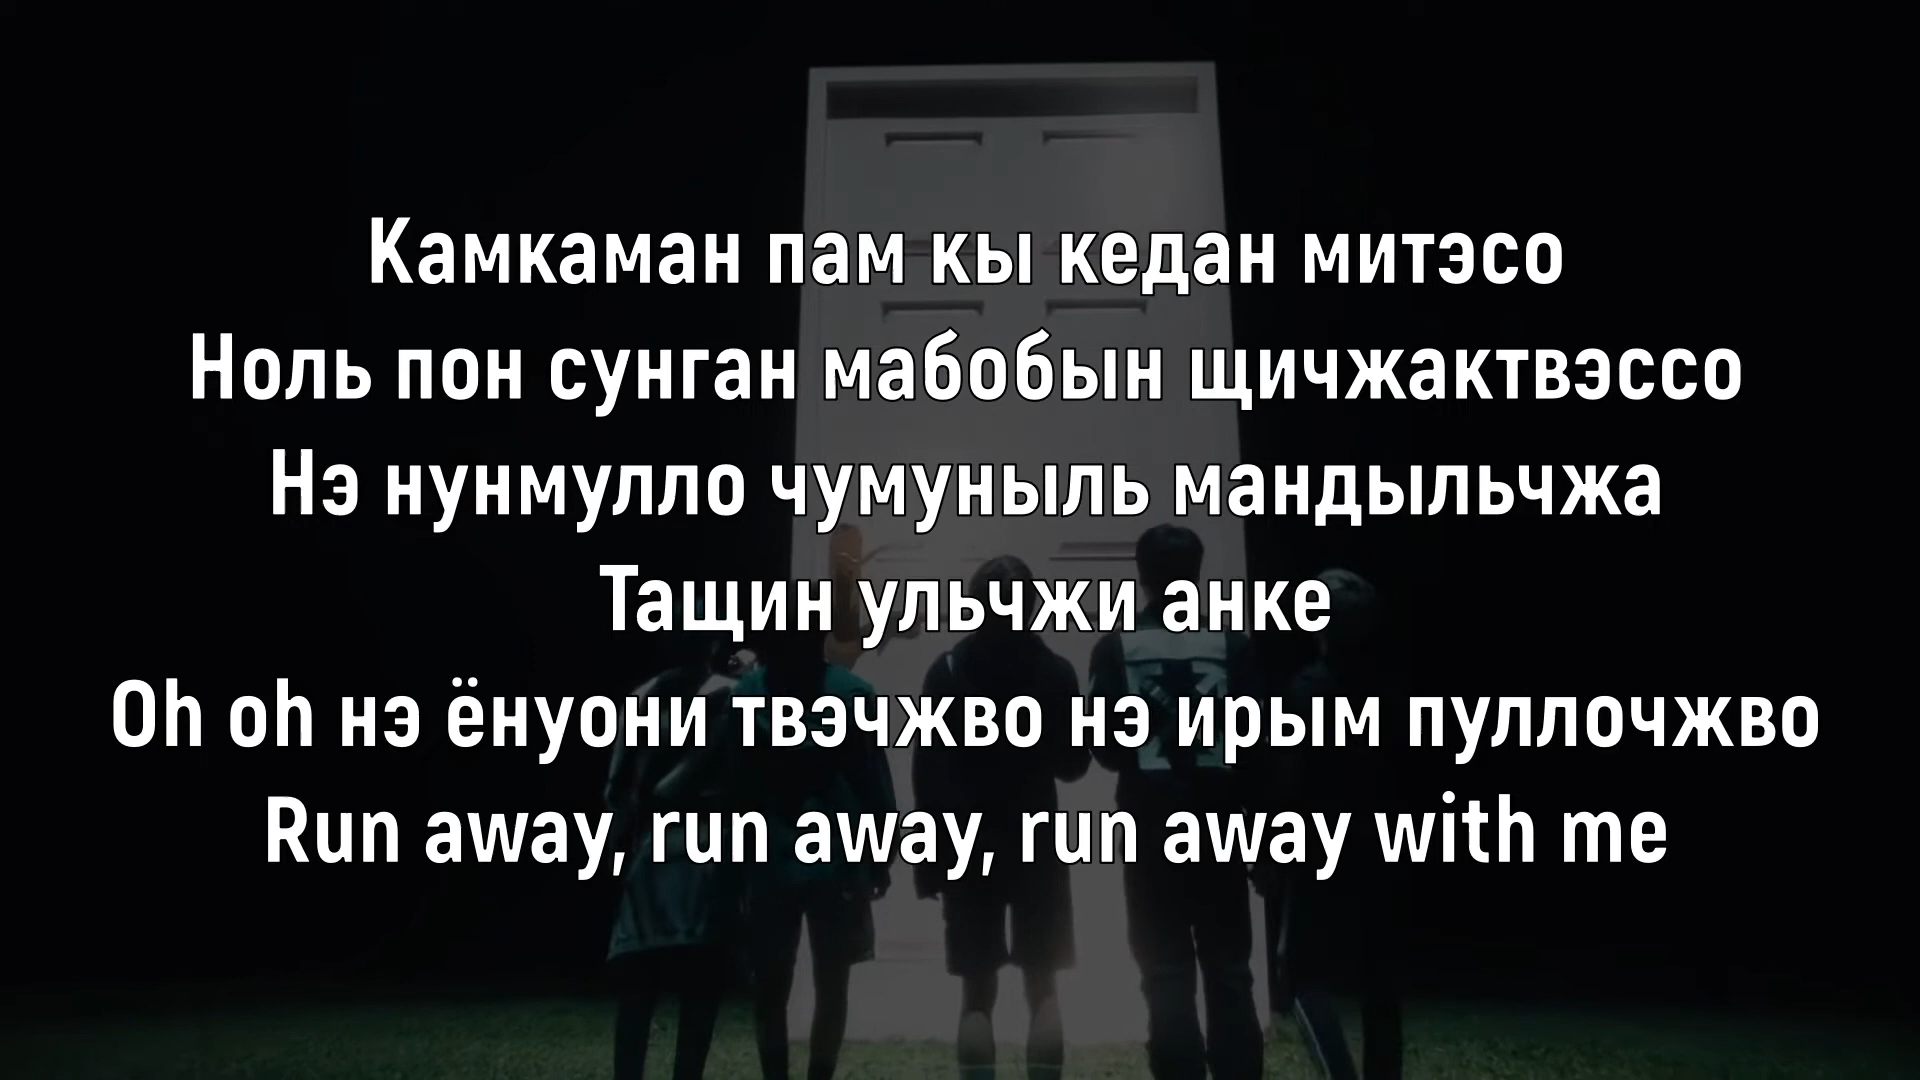 Камкаман пам кы кедан митэсо
Ноль пон сунган мабобын щичжактвэссо
Нэ нунмулло чумуныль мандыльчжа
Тащин ульчжи анке
Oh oh нэ ёнуони твэчжво нэ ирым пуллочжво
Run away, run away, run away with me